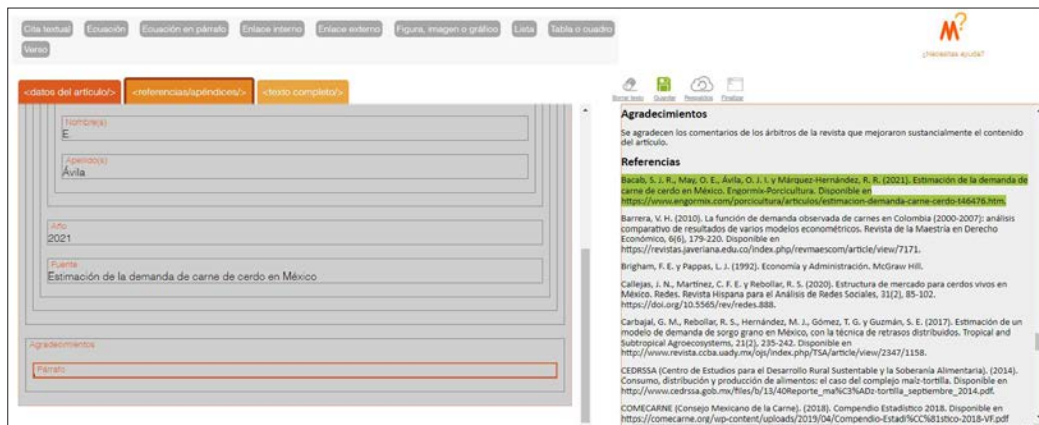 Cita textual Ecuación Ecuación en párrafo Enlace interno Enlace externo Figura, imagen o gráfico Lista Tabla o cuadro
Verso
M?
¿Necesitas ayuda?
<datos del artículo/> <referencias/apéndices/> <texto completo/>
Nombre(s)
E.
Apellido(s)
Ávila
Año
2021
Fuente
Estimación de la demanda de carne de cerdo en México
Agradecimientos
Párrafo
Borrar texto Guardar Respaldos Finalizar
Agradecimientos
Se agradecen los comentarios de los árbitros de la revista que mejoraron sustancialmente el contenido
del artículo.
Referencias
Bacab, S. J. R., May, O. E., Ávila, O. J. I. y Márquez-Hernández, R. R. (2021). Estimación de la demanda de
carne de cerdo en México. Engormix-Porcicultura. Disponible en
https://www.engormix.com/porcicultura/articulos/estimacion-demanda-carne-cerdo-t46476.htm.
Barrera, V. H. (2010). La función de demanda observada de carnes en Colombia (2000-2007): análisis
comparativo de resultados de varios modelos econométricos. Revista de la Maestría en Derecho
Económico, 6(6), 179-220. Disponible en
https://revistas.javeriana.edu.co/index.php/revmaescom/article/view/7171.
Brigham, F. E. y Pappas, L. J. (1992). Economía y Administración. McGraw Hill.
Callejas, J. N., Martínez, C. F. E. y Rebollar, R. S. (2020). Estructura de mercado para cerdos vivos en
México. Redes. Revista Hispana para el Análisis de Redes Sociales, 31(2), 85-102.
https://doi.org/10.5565/rev/redes.888.
Carbajal, G. M., Rebollar, R. S., Hernández, M. J., Gómez, T. G. y Guzmán, S. E. (2017). Estimación de un
modelo de demanda de sorgo grano en México, con la técnica de retrasos distribuidos. Tropical and
Subtropical Agroecosystems, 21(2), 235-242. Disponible en
http://www.revista.ccba.uady.mx/ojs/index.php/TSA/article/view/2347/1158.
CEDRSSA (Centro de Estudios para el Desarrollo Rural Sustentable y la Soberanía Alimentaria). (2014).
Consumo, distribución y producción de alimentos: el caso del complejo maíz-tortilla. Disponible en
http://www.cedrssa.gob.mx/files/b/13/40Reporte_ma%C3%ADz-tortilla_septiembre_2014.pdf.
COMECARNE (Consejo Mexicano de la Carne). (2018). Compendio Estadístico 2018. Disponible en
https://comecarne.org/wp-content/uploads/2019/04/Compendio-Estadi%CC%81stico-2018-VF.pdf